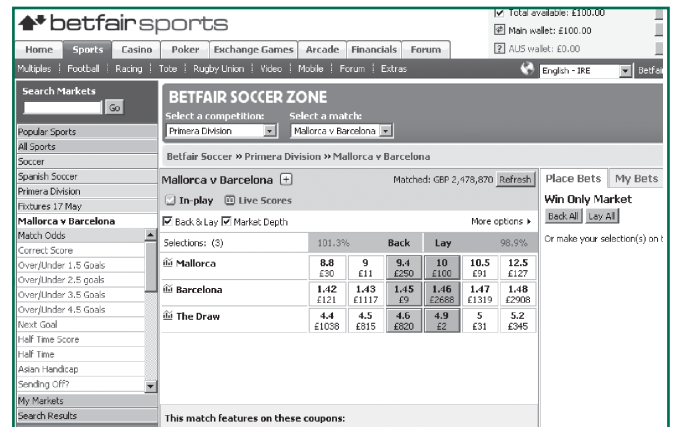 betfair sports
Total available: £100.00
Main wallet: £100.00
AUS wallet: £0.00
Home Sports Casino Poker Exchange Games Arcade Financials Forum
Multiples Football Racing Tote Rugby Union Video Mobile Forum Extras
English - IRE
Search Markets
Go
Popular Sports
All Sports
Soccer
Spanish Soccer
Primera Division
Fixtures 17 May
Mallorca v Barcelona
Match Odds
Correct Score
Over/Under 1.5 Goals
Over/Under 2.5 Goals
Over/Under 3.5 goals
Over/Under 4.5 Goals
Next Goal
Half Time Score
Half Time
Asian Handicap
Sending Off?
My Markets
Search Results
BETFAIR SOCCER ZONE
Select a competition: Select a match:
Primera Division Mallorca v Barcelona
Betfair Soccer » Primera Division » Mallorca v Barcelona
Mallorca v Barcelona Matched: GBP 2,478,870 Refresh
In-play Live Scores
Back & Lay Market Depth More options
Selections: (3) 101.3% Back Lay 98.9%
Mallorca 8.8 9 9.4 10 10.5 12.5
£30 £11 £250 £100 £91 £127
Barcelona 1.42 1.43 1.45 1.46 1.47 1.48
£121 £1117 £9 £2688 £1319 £2908
The Draw 4.4 4.5 4.6 4.9 5 5.2
£1038 £815 £820 £2 £31 £345
This match features on these coupons:
Place Bets My Bets
Win Only Market
Back All Lay All
Or make your selection(s) on